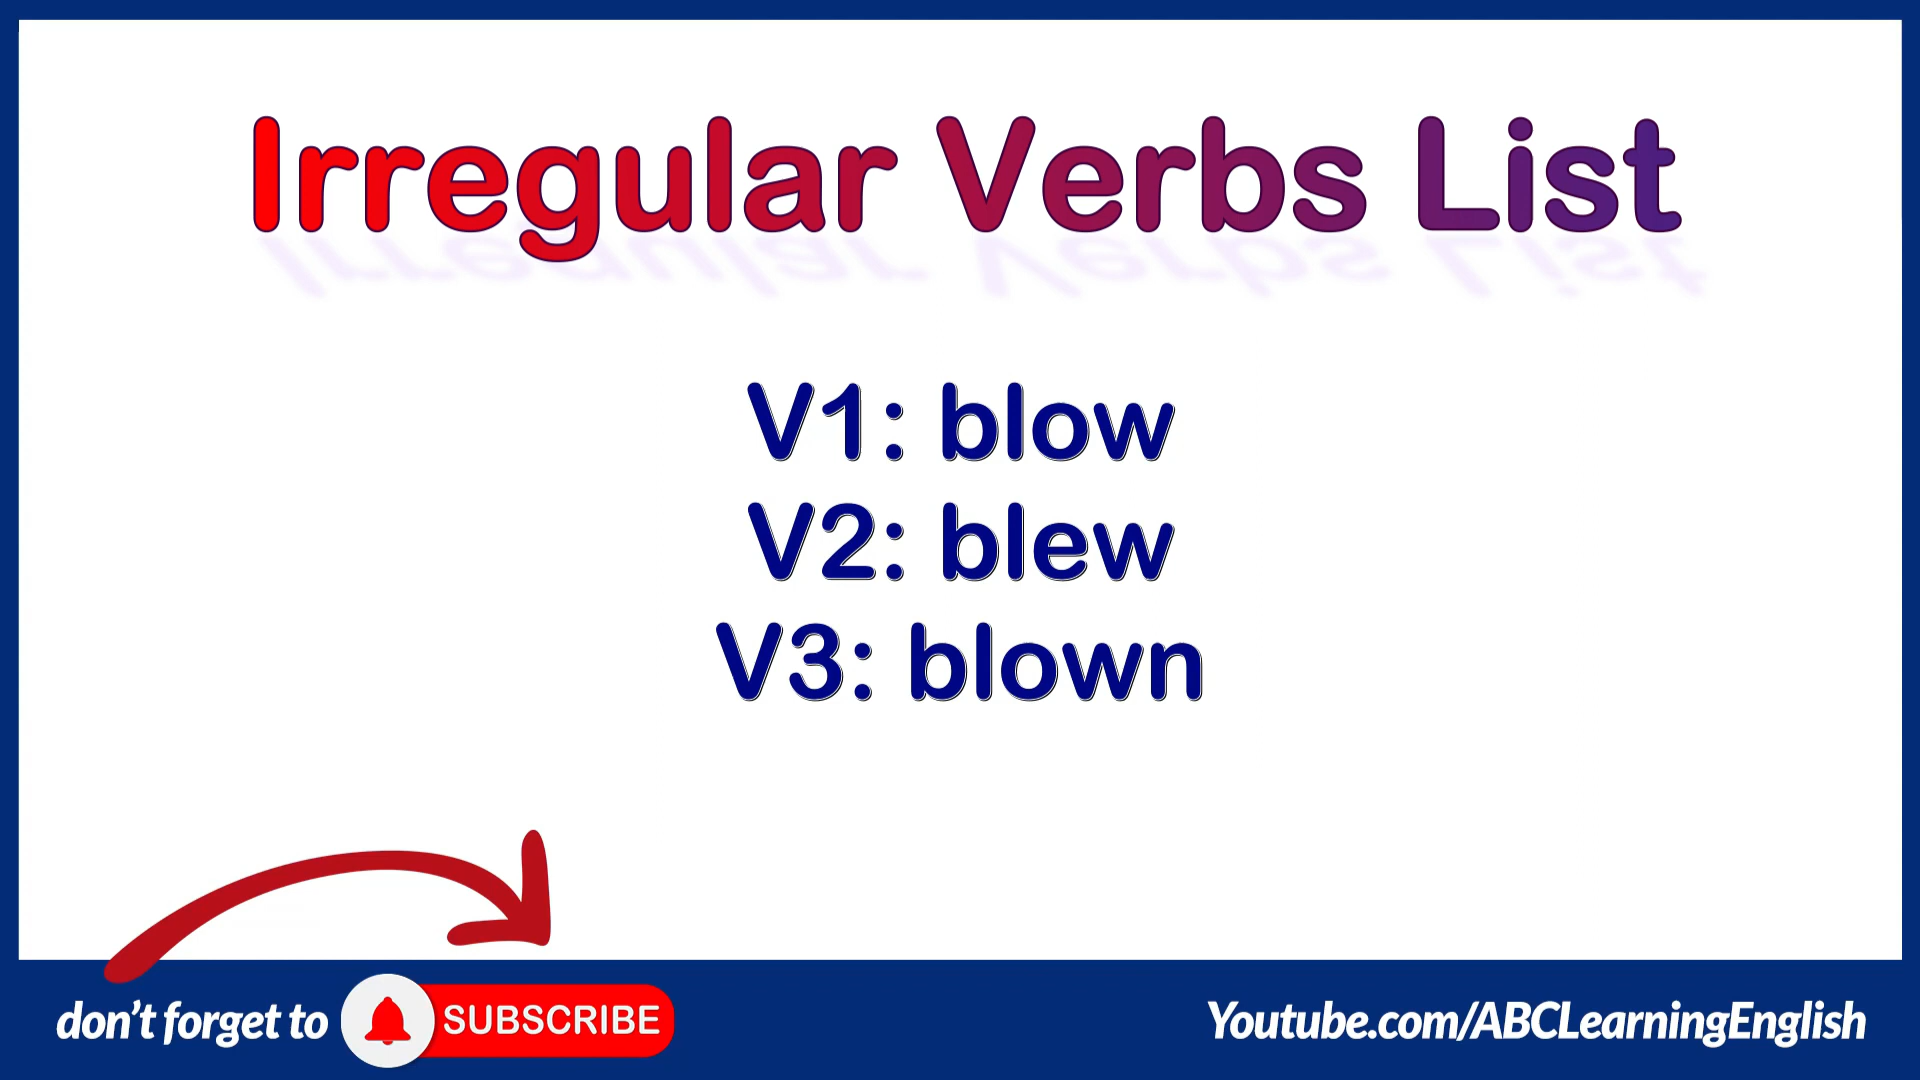 Irregular Verbs List
V1: blow
V2: blew
V3: blown
don't forget to SUBSCRIBE
Youtube.com/ABCLearningEnglish